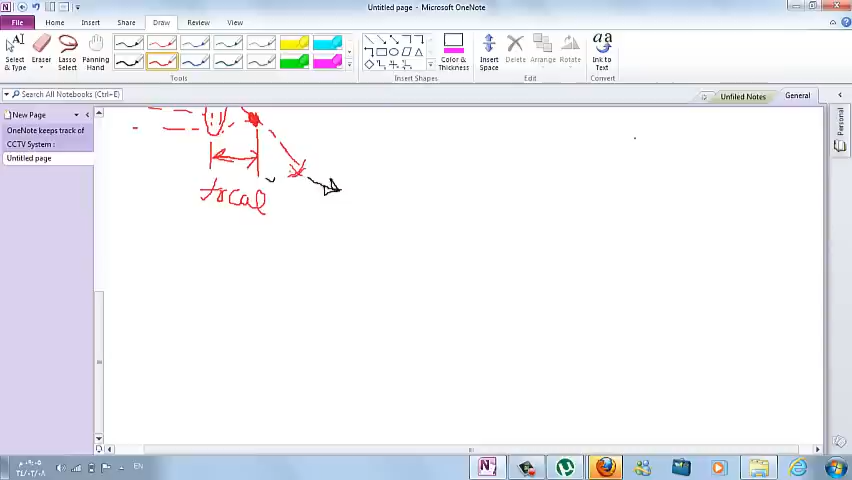 Untitled page - Microsoft OneNote
File Home Insert Share Draw Review View
Select & Type Eraser Lasso Select Panning Hand Color & Thickness Insert Space Delete Arrange Rotate Ink to Text
Tools Insert Shapes Edit Convert
Search All Notebooks (Ctrl+E) Unfiled Notes General
New Page
OneNote keeps track of
CCTV System :
Untitled page
Personal
focal
EN